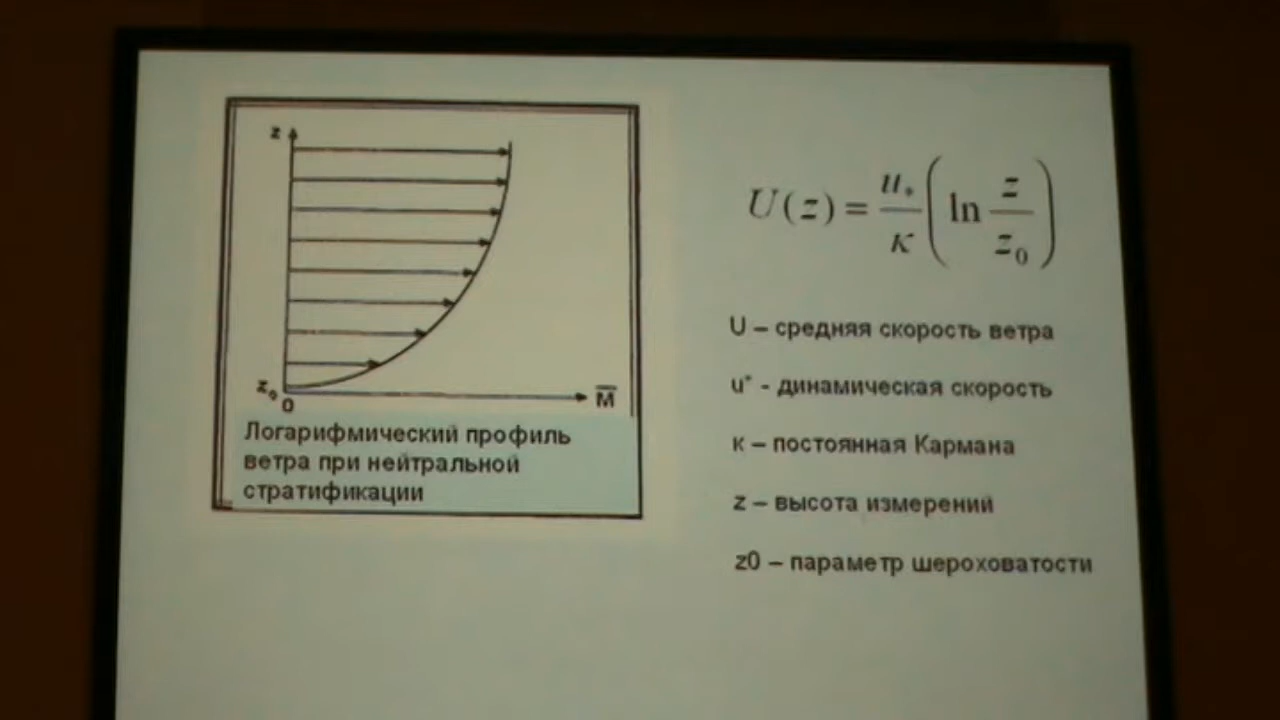 z
z₀
0
M̅
Логарифмический профиль
ветра при нейтральной
стратификации
U(z) = u*/κ (ln z/z₀)
U – средняя скорость ветра
u* - динамическая скорость
κ – постоянная Кармана
z – высота измерений
z0 – параметр шероховатости